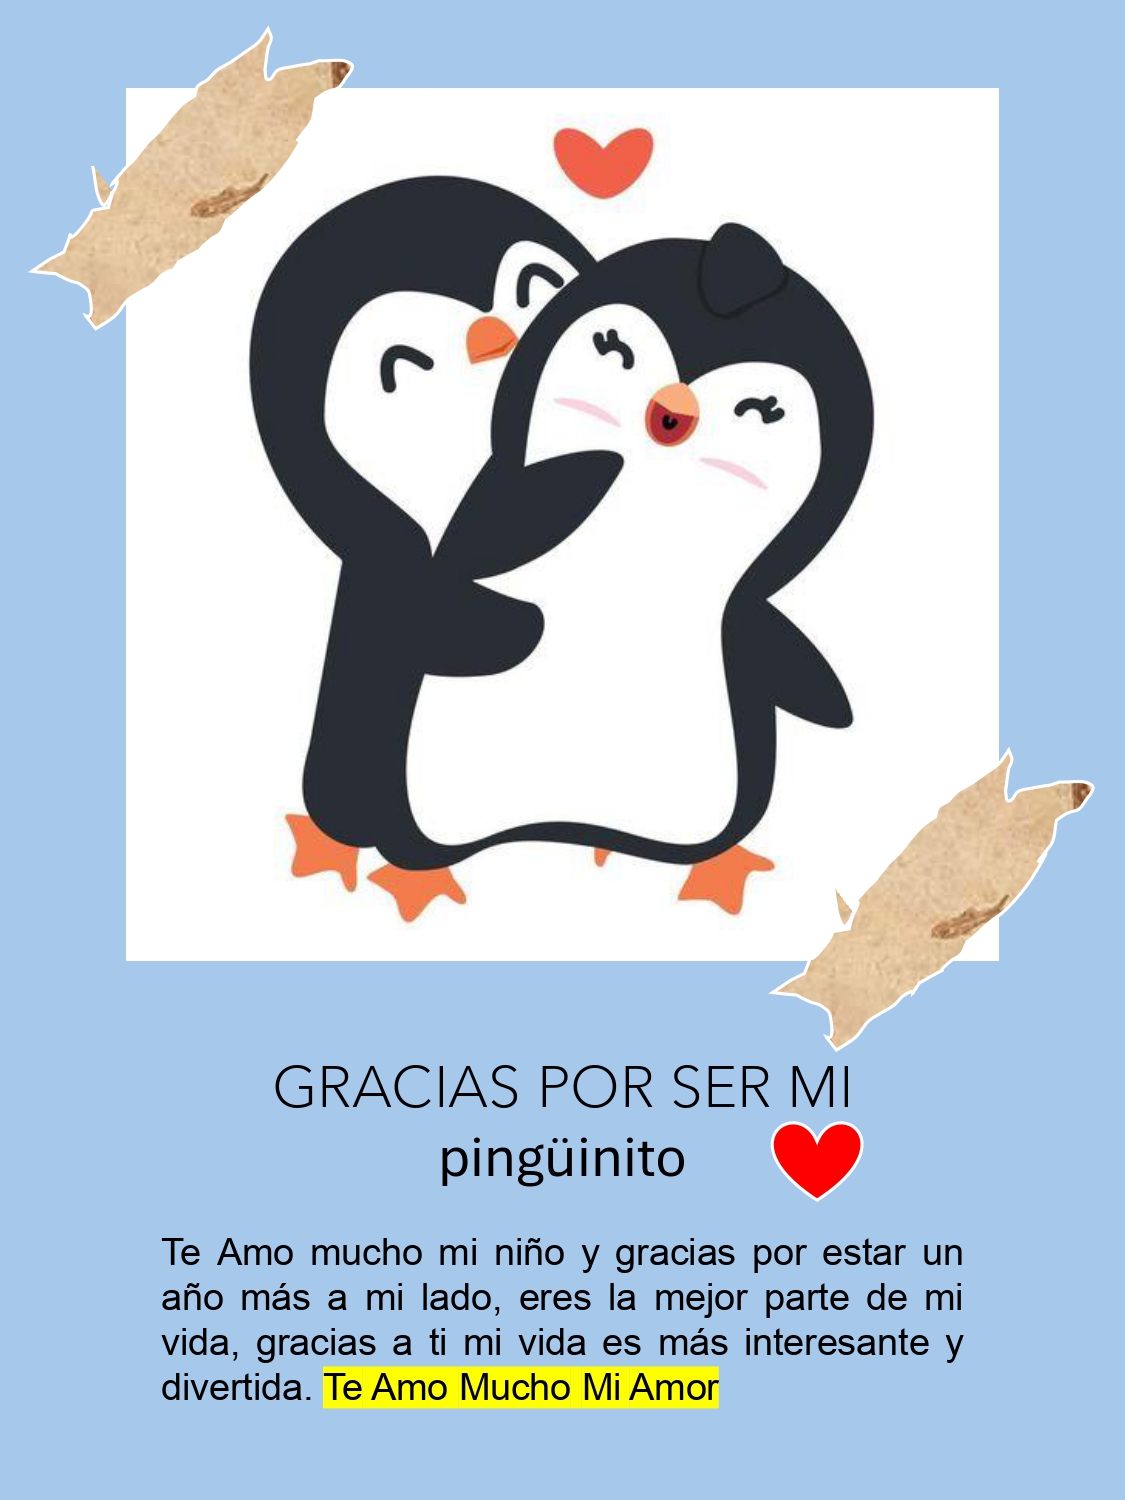 GRACIAS POR SER MI
pingüinito
Te Amo mucho mi niño y gracias por estar un
año más a mi lado, eres la mejor parte de mi
vida, gracias a ti mi vida es más interesante y
divertida. Te Amo Mucho Mi Amor